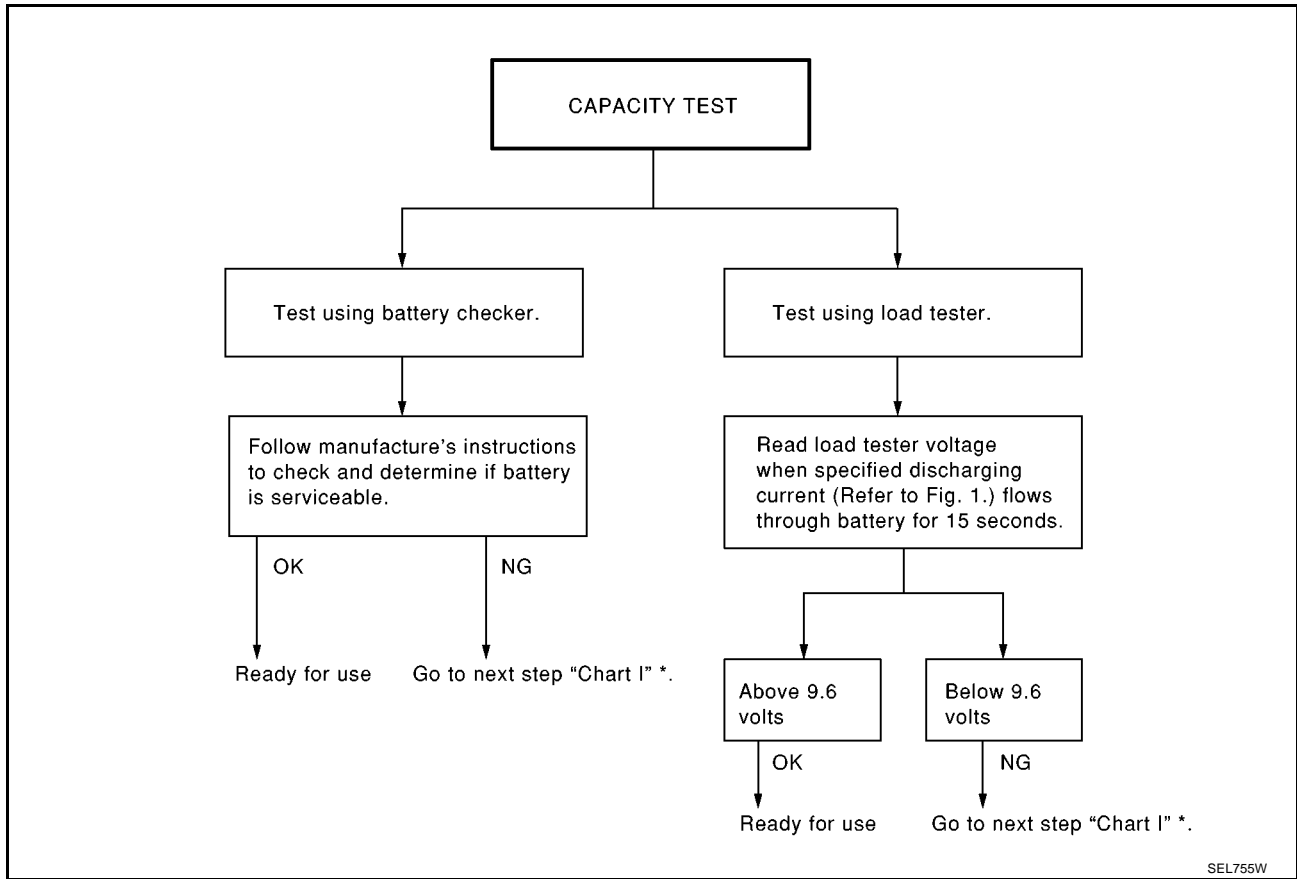 CAPACITY TEST
Test using battery checker.
Test using load tester.
Follow manufacture's instructions
to check and determine if battery
is serviceable.
Read load tester voltage
when specified discharging
current (Refer to Fig. 1.) flows
through battery for 15 seconds.
OK
NG
Ready for use
Go to next step “Chart I” *.
Above 9.6
volts
Below 9.6
volts
OK
NG
Ready for use
Go to next step “Chart I” *.
SEL755W